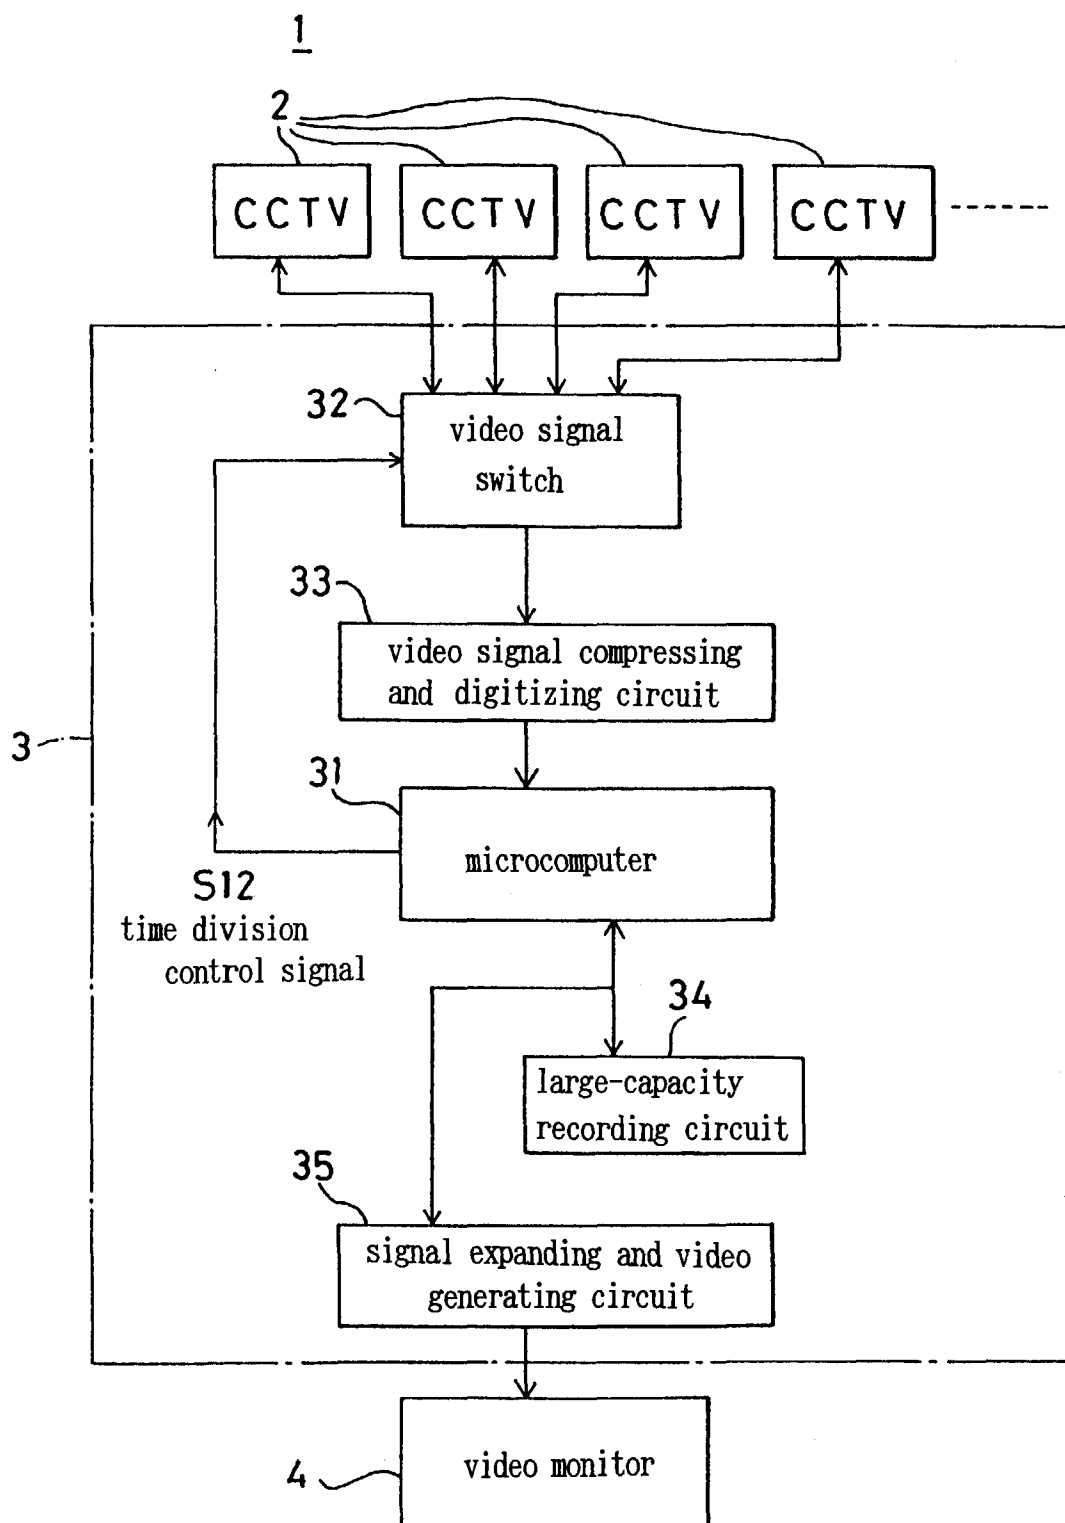 1
2
CCTV CCTV CCTV CCTV
32
video signal
switch
33
video signal compressing
and digitizing circuit
3
31
microcomputer
S12
time division
control signal
34
large-capacity
recording circuit
35
signal expanding and video
generating circuit
4
video monitor